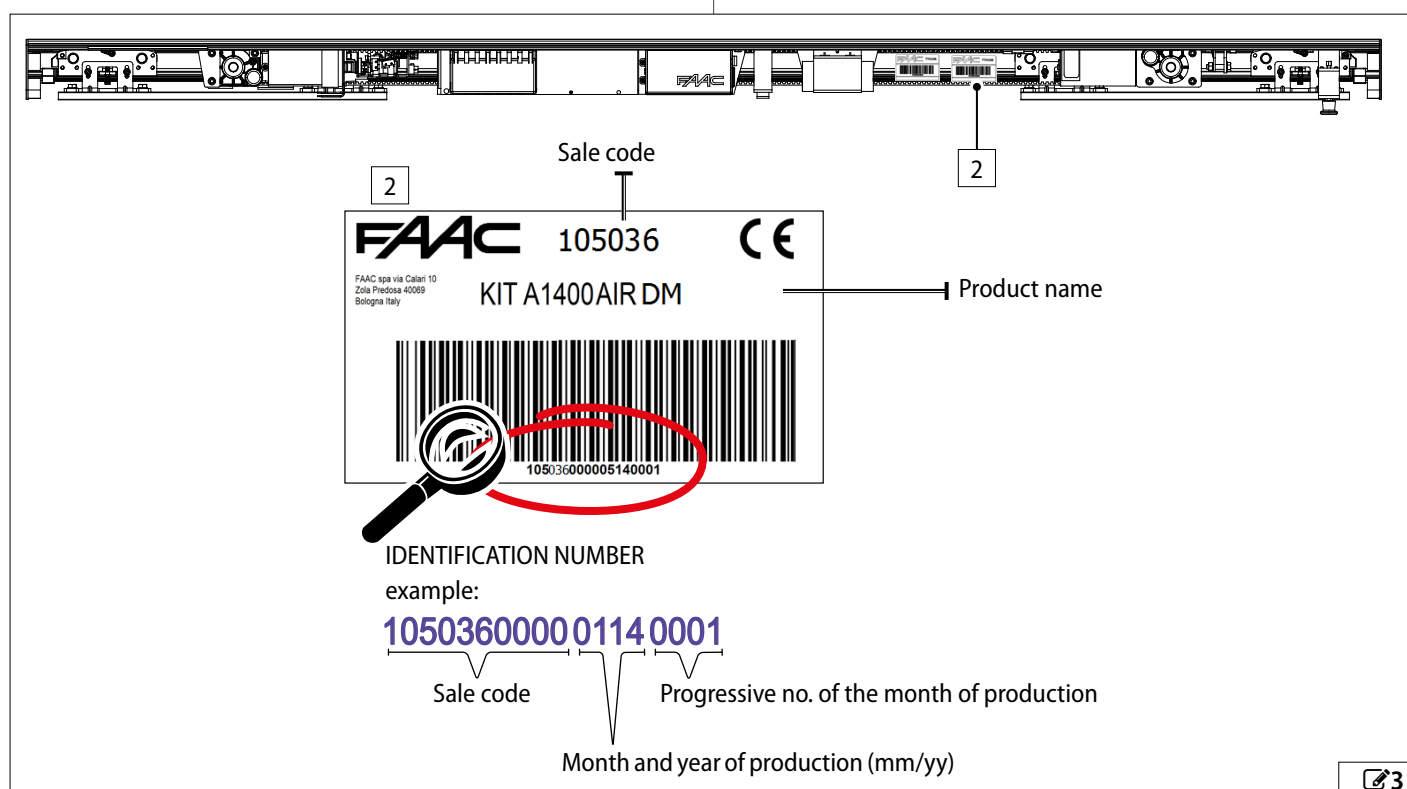 FAAC
Sale code
2
2
FAAC 105036 CE
FAAC spa via Calari 10
Zola Predosa 40069
Bologna Italy
KIT A1400AIR DM
Product name
105036000005140001
IDENTIFICATION NUMBER
example:
1050360000 0114 0001
Sale code
Progressive no. of the month of production
Month and year of production (mm/yy)
3